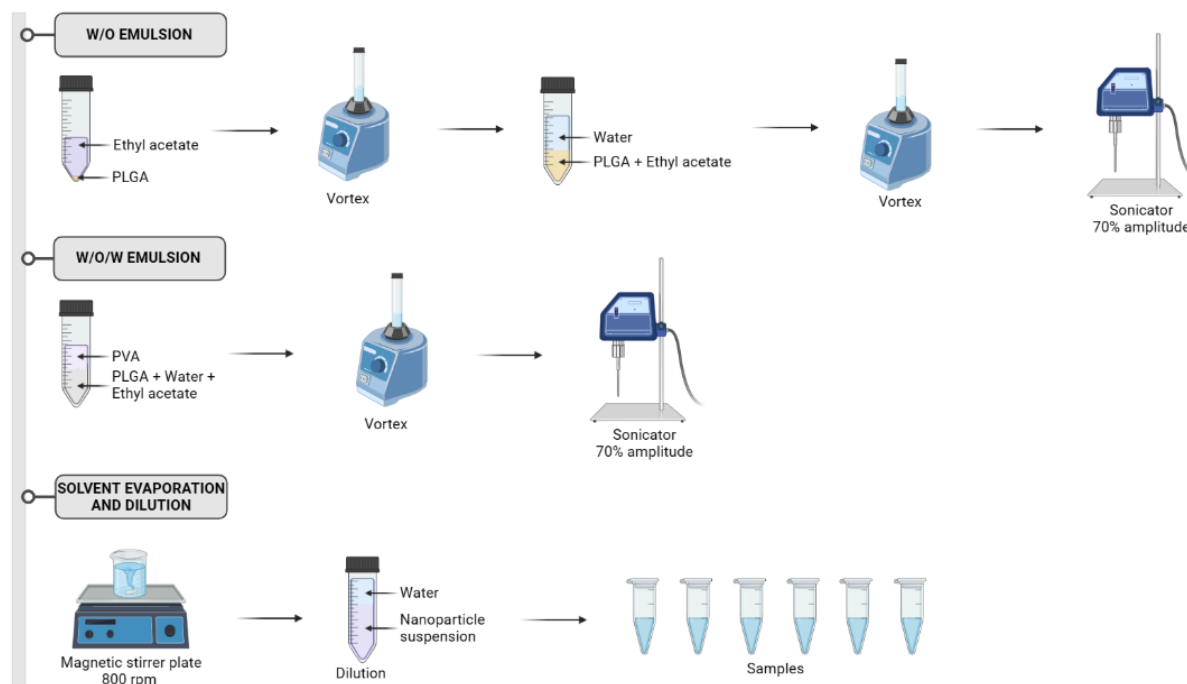 W/O EMULSION
Ethyl acetate
PLGA
Vortex
Water
PLGA + Ethyl acetate
Vortex
Sonicator
70% amplitude
W/O/W EMULSION
PVA
PLGA + Water +
Ethyl acetate
Vortex
Sonicator
70% amplitude
SOLVENT EVAPORATION
AND DILUTION
Magnetic stirrer plate
800 rpm
Water
Nanoparticle
suspension
Dilution
Samples